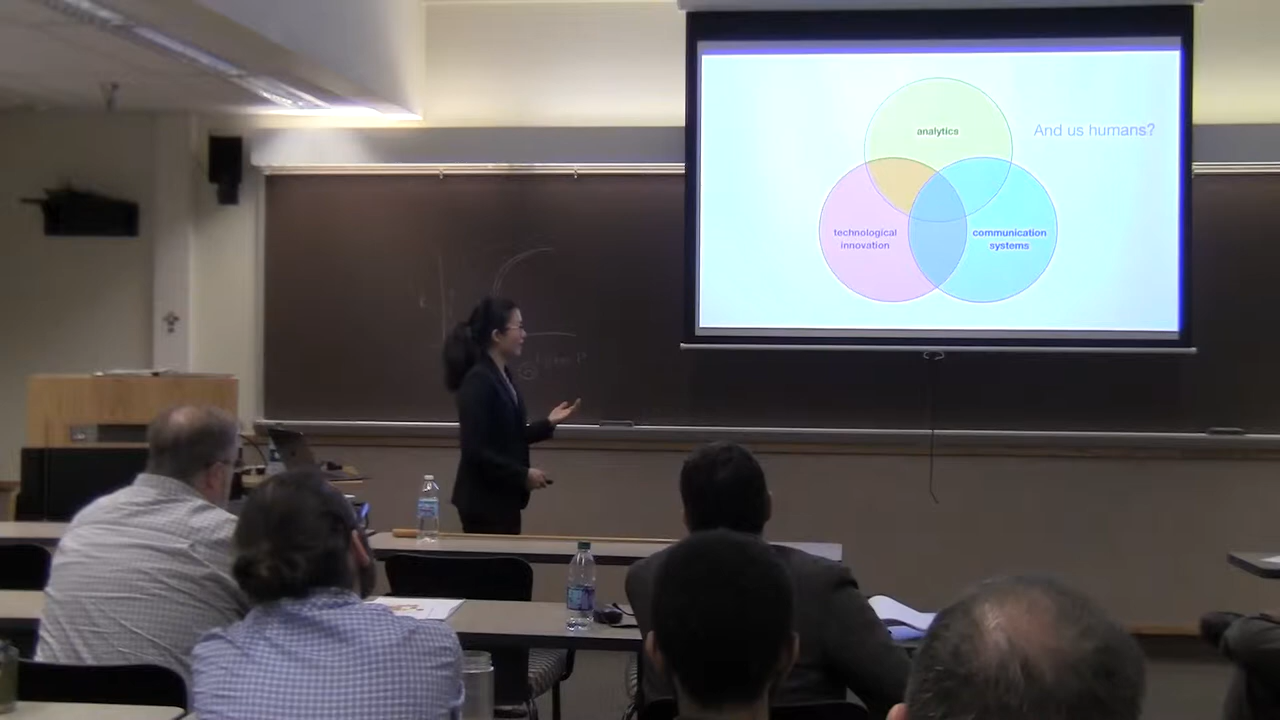 analytics
And us humans?
technological
innovation
communication
systems